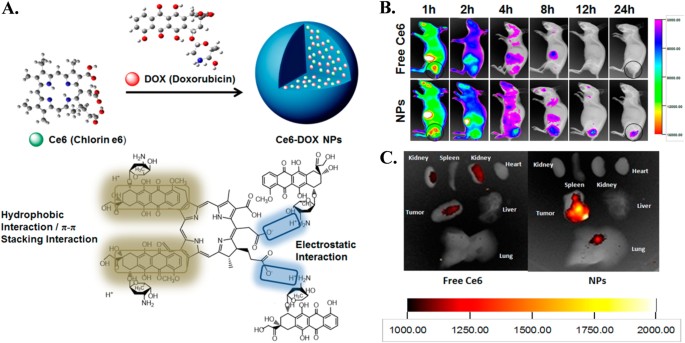 A.
DOX (Doxorubicin)
Ce6 (Chlorin e6)
Ce6-DOX NPs
Hydrophobic
Interaction / π-π
Stacking Interaction
Electrostatic
Interaction
B.
1h 2h 4h 8h 12h 24h
Free Ce6
NPs
C.
Kidney Spleen Kidney Heart
Tumor Liver
Lung
Free Ce6
Kidney Spleen Kidney Heart
Tumor Liver
Lung
NPs
1000.00 1250.00 1500.00 1750.00 2000.00